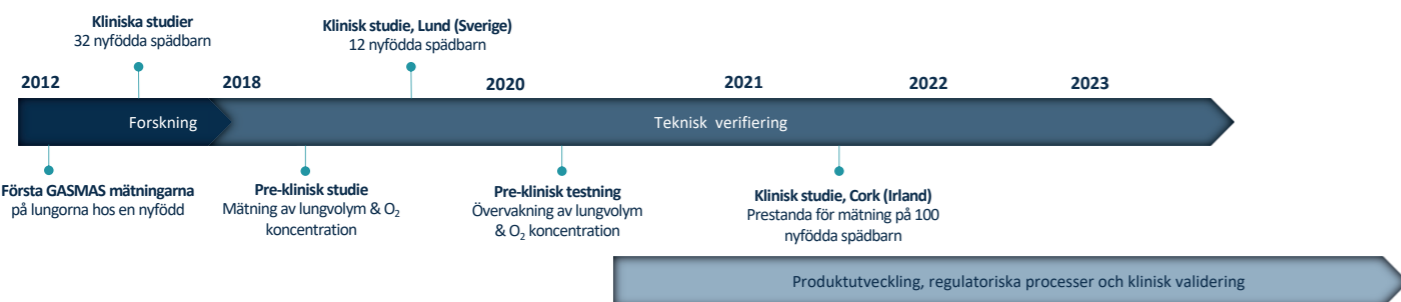 Kliniska studier
32 nyfödda spädbarn
Klinisk studie, Lund (Sverige)
12 nyfödda spädbarn
2012
2018
2020
2021
2022
2023
Forskning
Teknisk verifiering
Första GASMAS mätningarna
på lungorna hos en nyfödd
Pre-klinisk studie
Mätning av lungvolym & O₂
koncentration
Pre-klinisk testning
Övervakning av lungvolym
& O₂ koncentration
Klinisk studie, Cork (Irland)
Prestanda för mätning på 100
nyfödda spädbarn
Produktutveckling, regulatoriska processer och klinisk validering